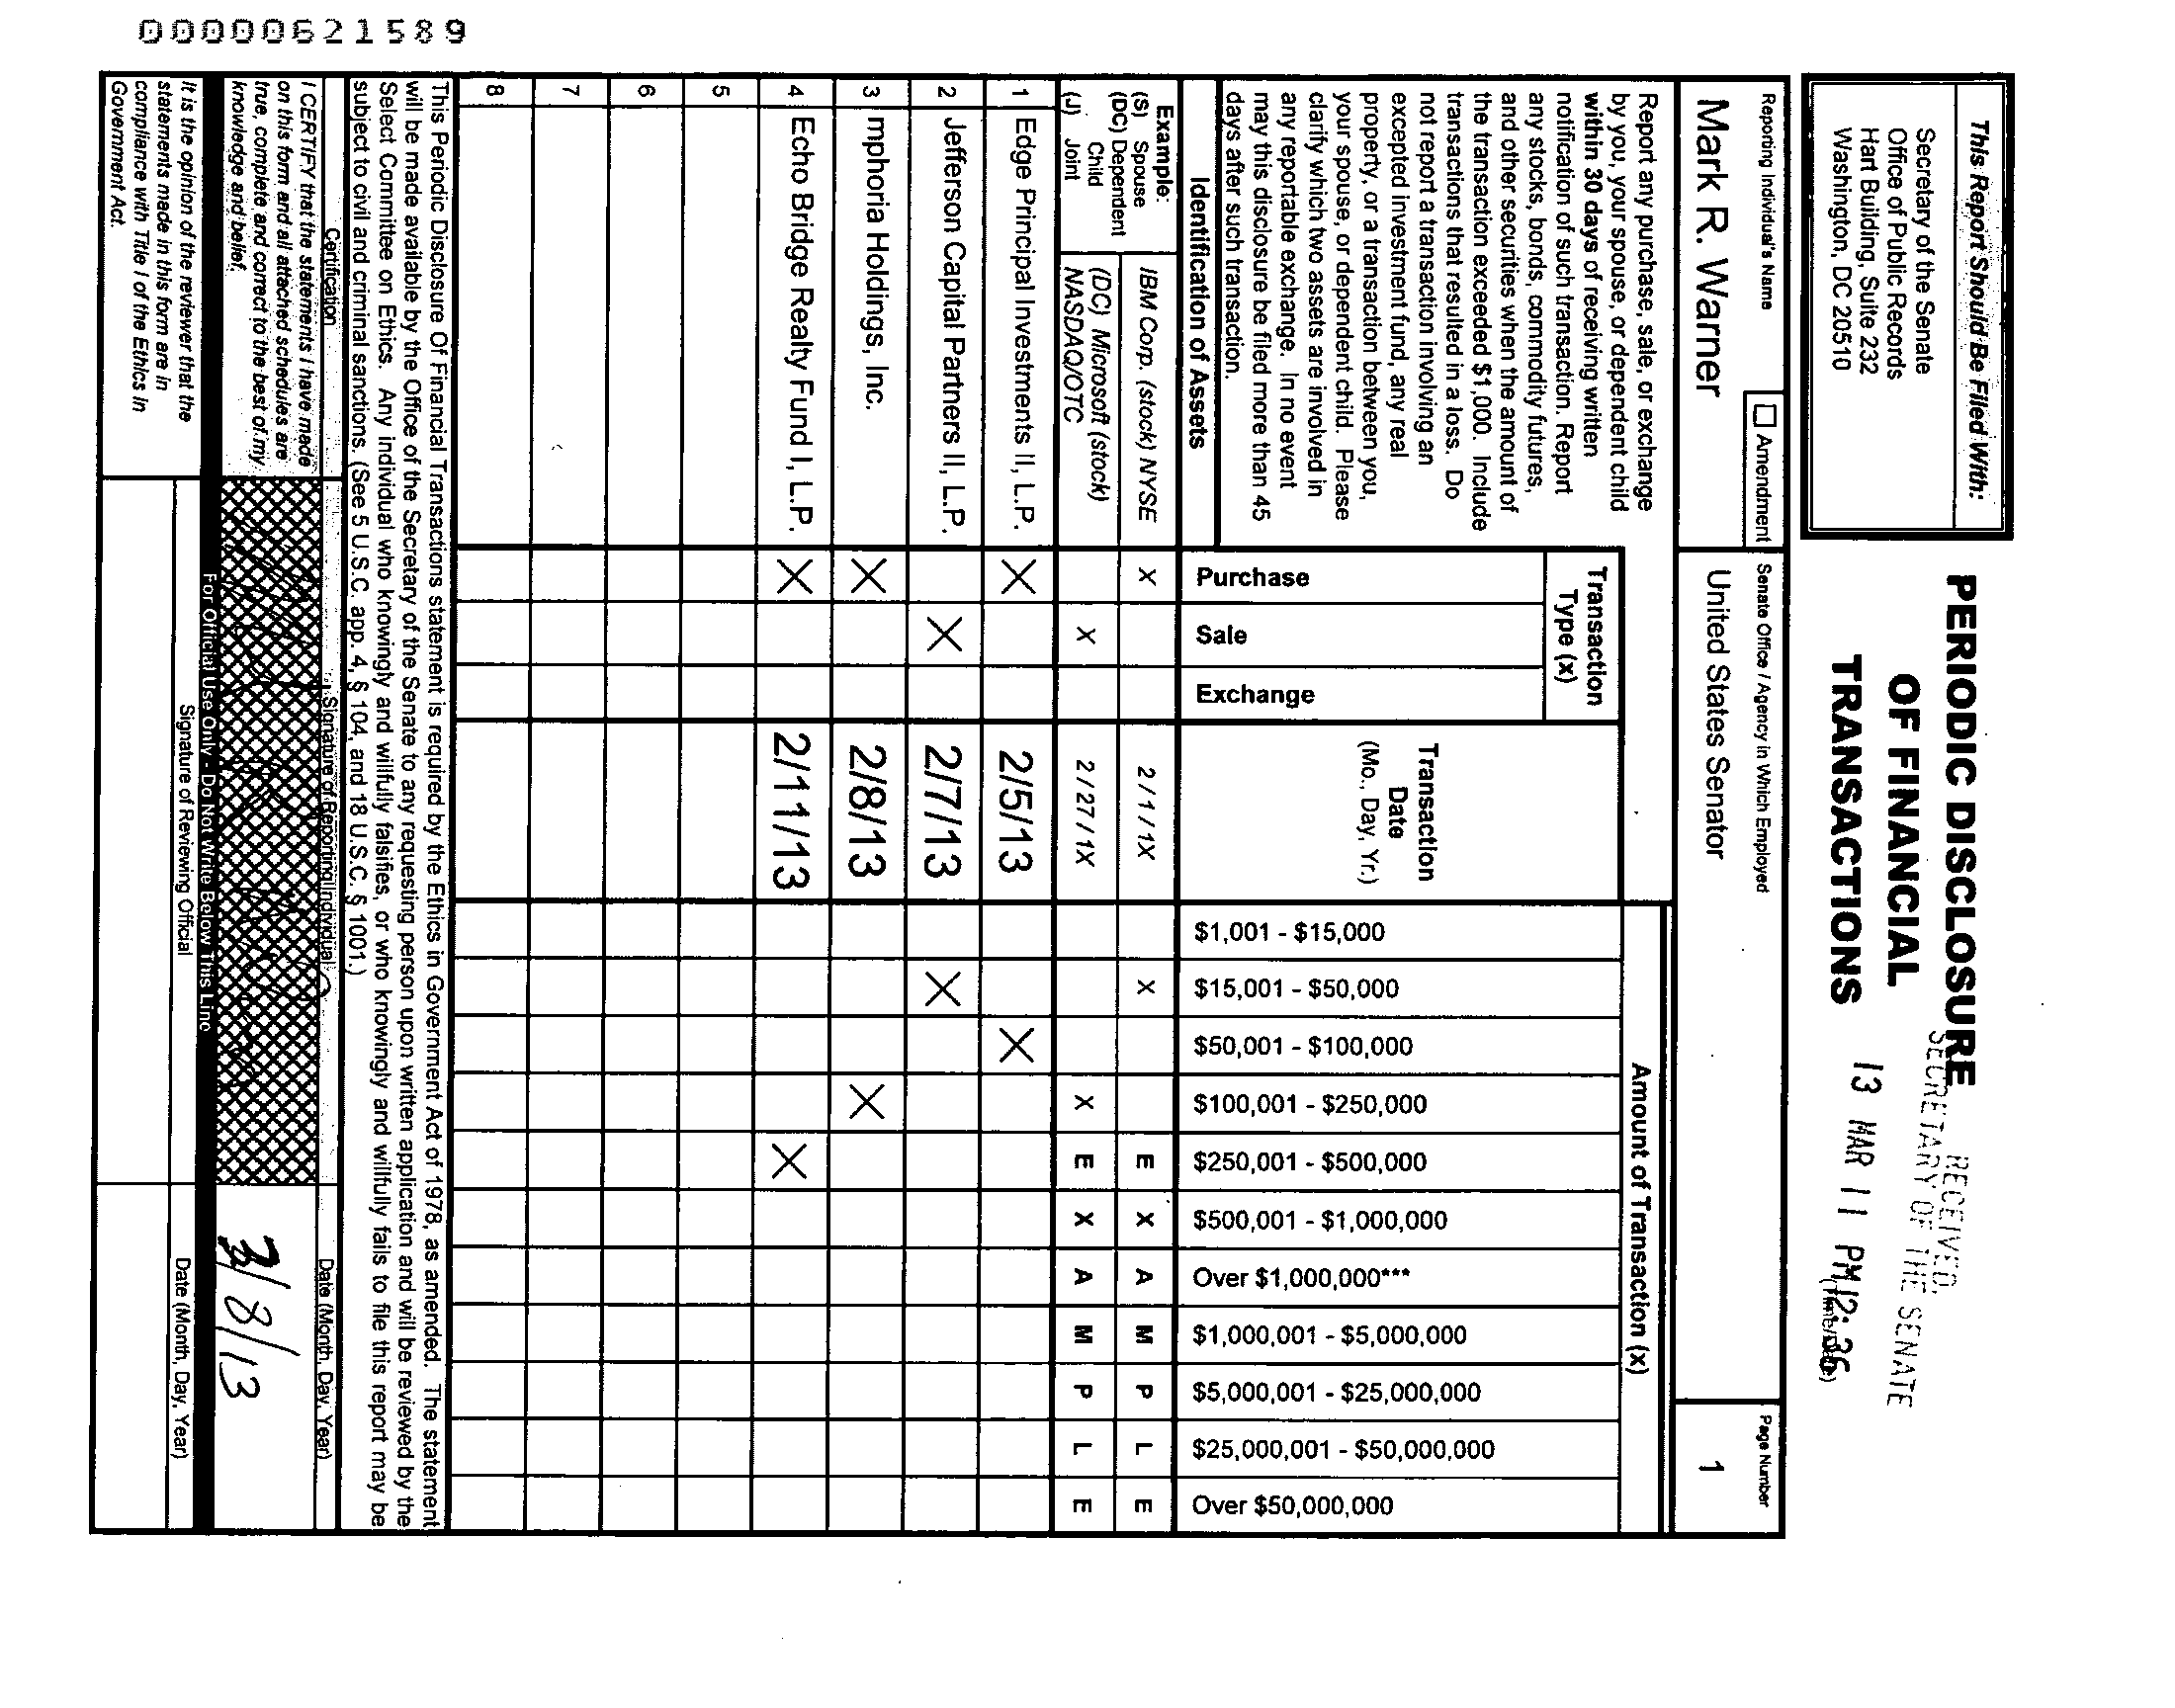 00000621589
This Report Should Be Filed With:
Secretary of the Senate
Office of Public Records
Hart Building, Suite 232
Washington, DC 20510
PERIODIC DISCLOSURE
OF FINANCIAL
TRANSACTIONS
RECEIVED
SECRETARY OF THE SENATE
13 MAR 11 PM 12:36
Reporting Individual's Name
Amendment
Senate Office / Agency in Which Employed
Page Number
Mark R. Warner
United States Senator
1
Report any purchase, sale, or exchange
by you, your spouse, or dependent child
within 30 days of receiving written
notification of such transaction. Report
any stocks, bonds, commodity futures,
and other securities when the amount of
the transaction exceeded $1,000. Include
transactions that resulted in a loss. Do
not report a transaction involving an
excepted investment fund, any real
property, or a transaction between you,
your spouse, or dependent child. Please
clarify which two assets are involved in
any reportable exchange. In no event
may this disclosure be filed more than 45
days after such transaction.
Transaction
Type (x)
Transaction
Date
(Mo., Day, Yr.)
Amount of Transaction (x)
Identification of Assets
Purchase
Sale
Exchange
$1,001 - $15,000
$15,001 - $50,000
$50,001 - $100,000
$100,001 - $250,000
$250,001 - $500,000
$500,001 - $1,000,000
Over $1,000,000***
$1,000,001 - $5,000,000
$5,000,001 - $25,000,000
$25,000,001 - $50,000,000
Over $50,000,000
Example:
(S) Spouse
(DC) Dependent
Child
(J) Joint
IBM Corp. (stock) NYSE X 2/1/1X X E X A M P L E
(DC) Microsoft (stock)
NASDAQ/OTC X 2/27/1X X E X A M P L E
1 Edge Principal Investments II, L.P. X 2/5/13 X
2 Jefferson Capital Partners II, L.P. X 2/7/13 X
3 mphoria Holdings, Inc. X 2/8/13 X
4 Echo Bridge Realty Fund I, L.P. X 2/11/13 X
5
6
7
8
This Periodic Disclosure Of Financial Transactions statement is required by the Ethics in Government Act of 1978, as amended. The statement
will be made available by the Office of the Secretary of the Senate to any requesting person upon written application and will be reviewed by the
Select Committee on Ethics. Any individual who knowingly and willfully falsifies, or who knowingly and willfully fails to file this report may be
subject to civil and criminal sanctions. (See 5 U.S.C. app. 4, § 104, and 18 U.S.C. § 1001.)
Certification
Signature of Reporting Individual
Date (Month, Day, Year)
I CERTIFY that the statements I have made
on this form and all attached schedules are
true, complete and correct to the best of my
knowledge and belief.
3/8/13
For Official Use Only - Do Not Write Below This Line
It is the opinion of the reviewer that the
statements made in this form are in
compliance with Title I of the Ethics in
Government Act.
Signature of Reviewing Official
Date (Month, Day, Year)